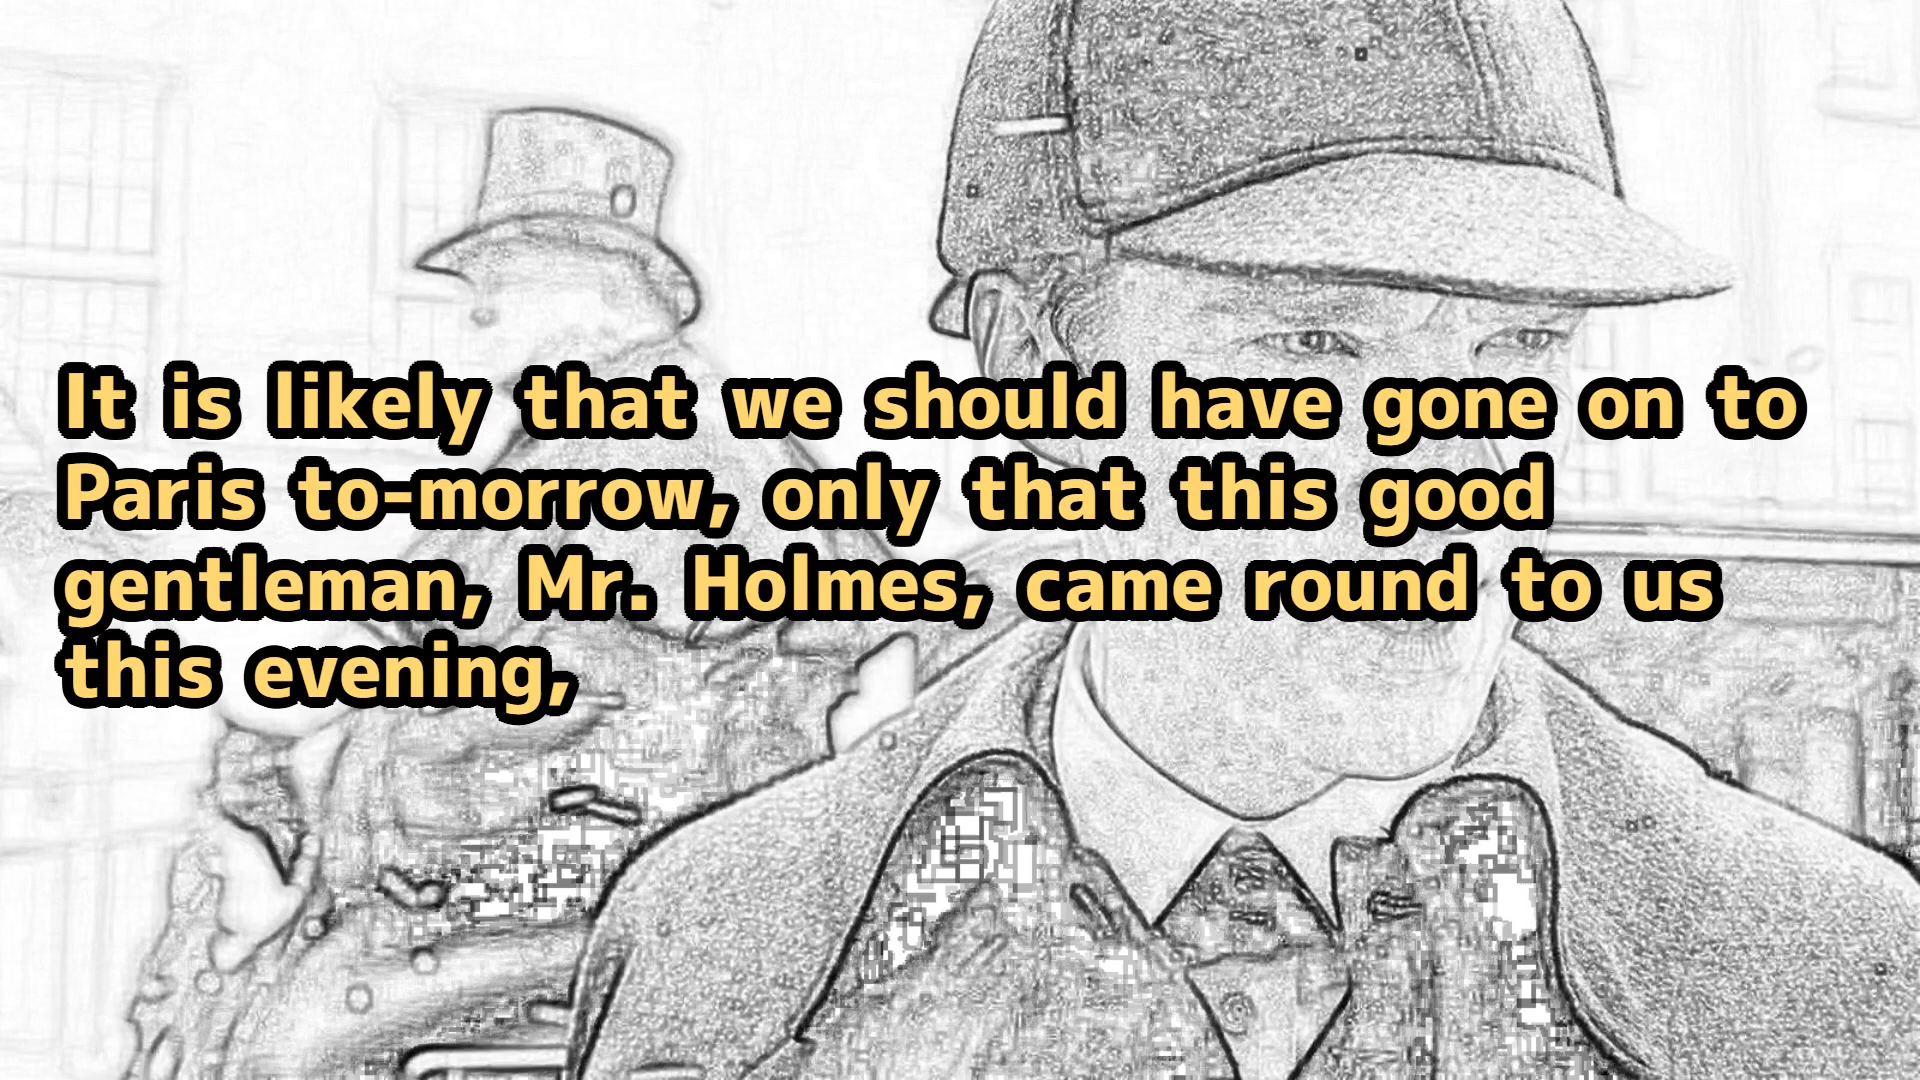 It is likely that we should have gone on to
Paris to-morrow, only that this good
gentleman, Mr. Holmes, came round to us
this evening,